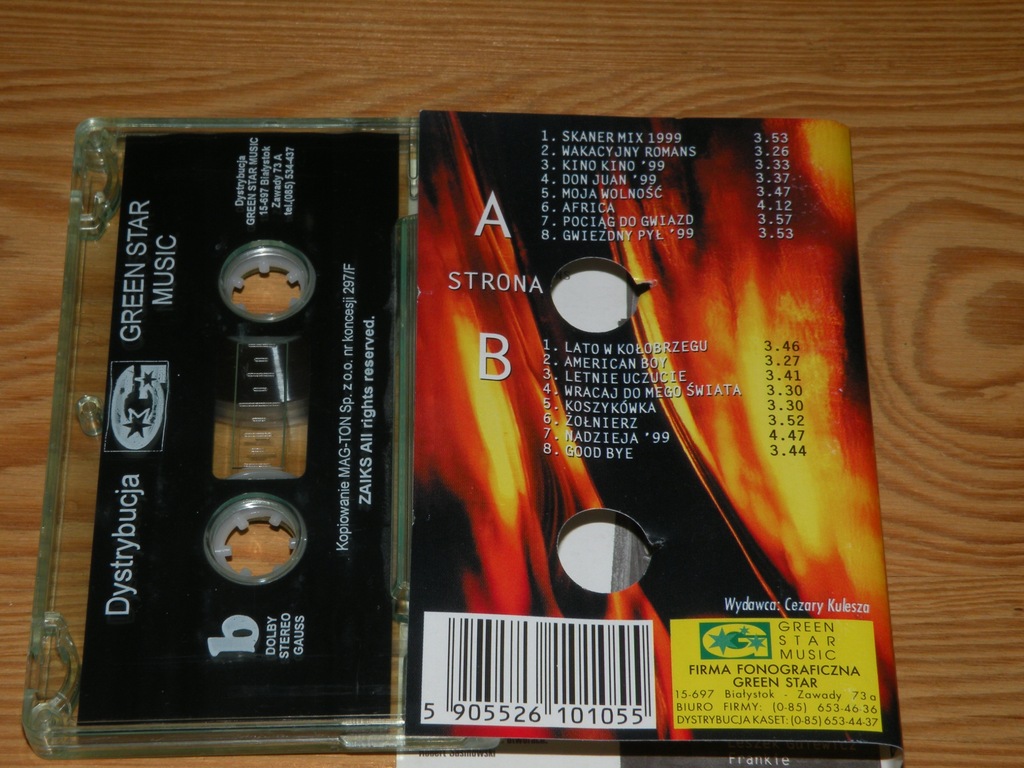 Dystrybucja GREEN STAR MUSIC
Dystrybucja
GREEN STAR MUSIC
15-697 Białystok
Zawady 73 A
tel.(085) 534-437
b
DOLBY
STEREO
GAUSS
Kopiowanie MAG-TON Sp. z o.o. nr koncesji 297/F
ZAIKS All rights reserved.
A
1. SKANER MIX 1999 3.53
2. WAKACYJNY ROMANS 3.26
3. KINO KINO '99 3.33
4. DON JUAN '99 3.37
5. MOJA WOLNOŚĆ 3.47
6. AFRICA 4.12
7. POCIĄG DO GWIAZD 3.57
8. GWIEZDNY PYŁ '99 3.53
STRONA
B
1. LATO W KOŁOBRZEGU 3.46
2. AMERICAN BOY 3.27
3. LETNIE UCZUCIE 3.41
4. WRACAJ DO MEGO ŚWIATA 3.30
5. KOSZYKÓWKA 3.30
6. ŻOŁNIERZ 3.52
7. NADZIEJA '99 4.47
8. GOOD BYE 3.44
Wydawca: Cezary Kulesza
GREEN
STAR
MUSIC
FIRMA FONOGRAFICZNA
GREEN STAR
15-697 Białystok - Zawady 73a
BIURO FIRMY: (0-85) 653-46-36
DYSTRYBUCJA KASET: (0-85) 653-44-37
5 905526 101055
Frankie